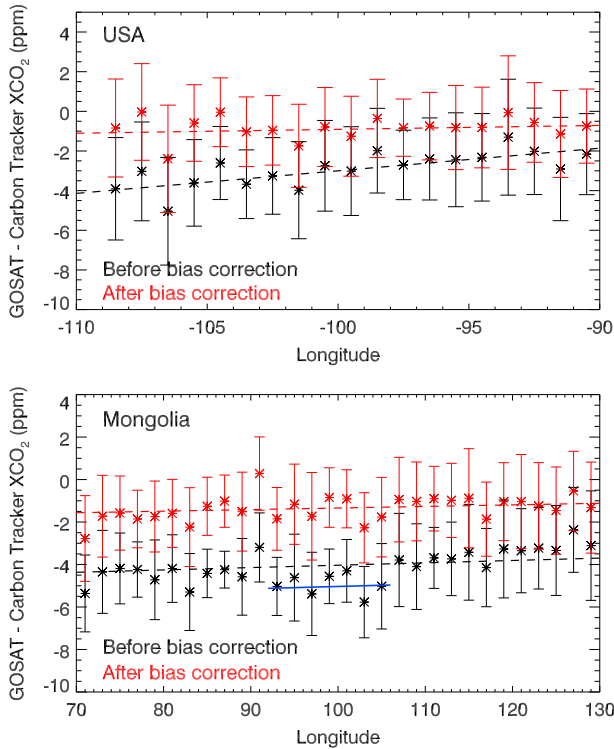 USA
GOSAT - Carbon Tracker XCO₂ (ppm)
4
2
0
-2
-4
-6
-8
-10
Before bias correction
After bias correction
-110 -105 -100 -95 -90
Longitude
Mongolia
GOSAT - Carbon Tracker XCO₂ (ppm)
4
2
0
-2
-4
-6
-8
-10
Before bias correction
After bias correction
70 80 90 100 110 120 130
Longitude